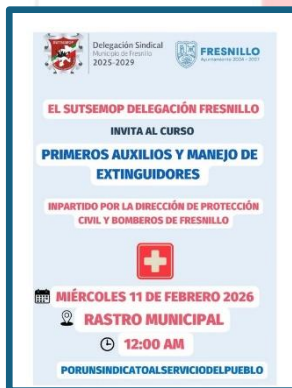 Delegación Sindical
Municipio de Fresnillo
2025-2029
FRESNILLO
EL SUTSEMOP DELEGACIÓN FRESNILLO
INVITA AL CURSO
PRIMEROS AUXILIOS Y MANEJO DE
EXTINGUIDORES
INPARTIDO POR LA DIRECCIÓN DE PROTECCIÓN
CIVIL Y BOMBEROS DE FRESNILLO
MIÉRCOLES 11 DE FEBRERO 2026
RASTRO MUNICIPAL
12:00 AM
PORUNSINDICATOALSERVICIODELPUEBLO